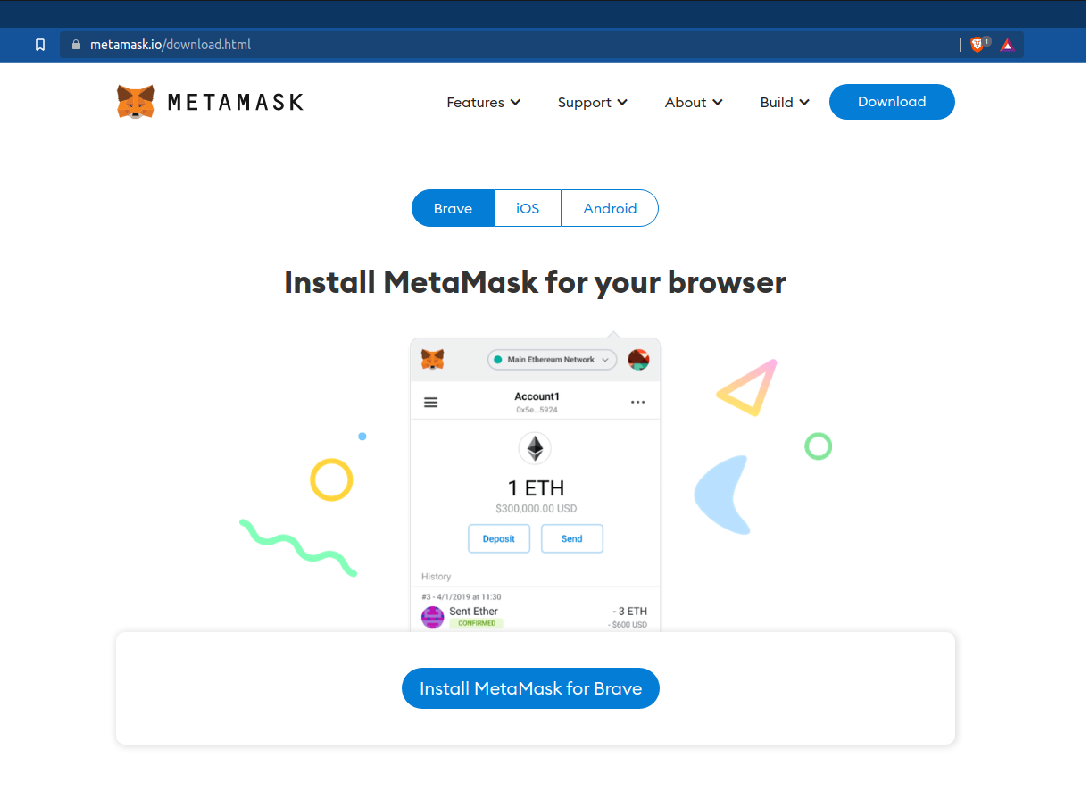 metamask.io/download.html
1
METAMASK
Features
Support
About
Build
Download
Brave
iOS
Android
Install MetaMask for your browser
Main Ethereum Network
Account1
0x5e...5924
1 ETH
$300,000.00 USD
Deposit
Send
History
#3 - 4/1/2019 at 11:30
Sent Ether
- 3 ETH
CONFIRMED
- $600 USD
Install MetaMask for Brave